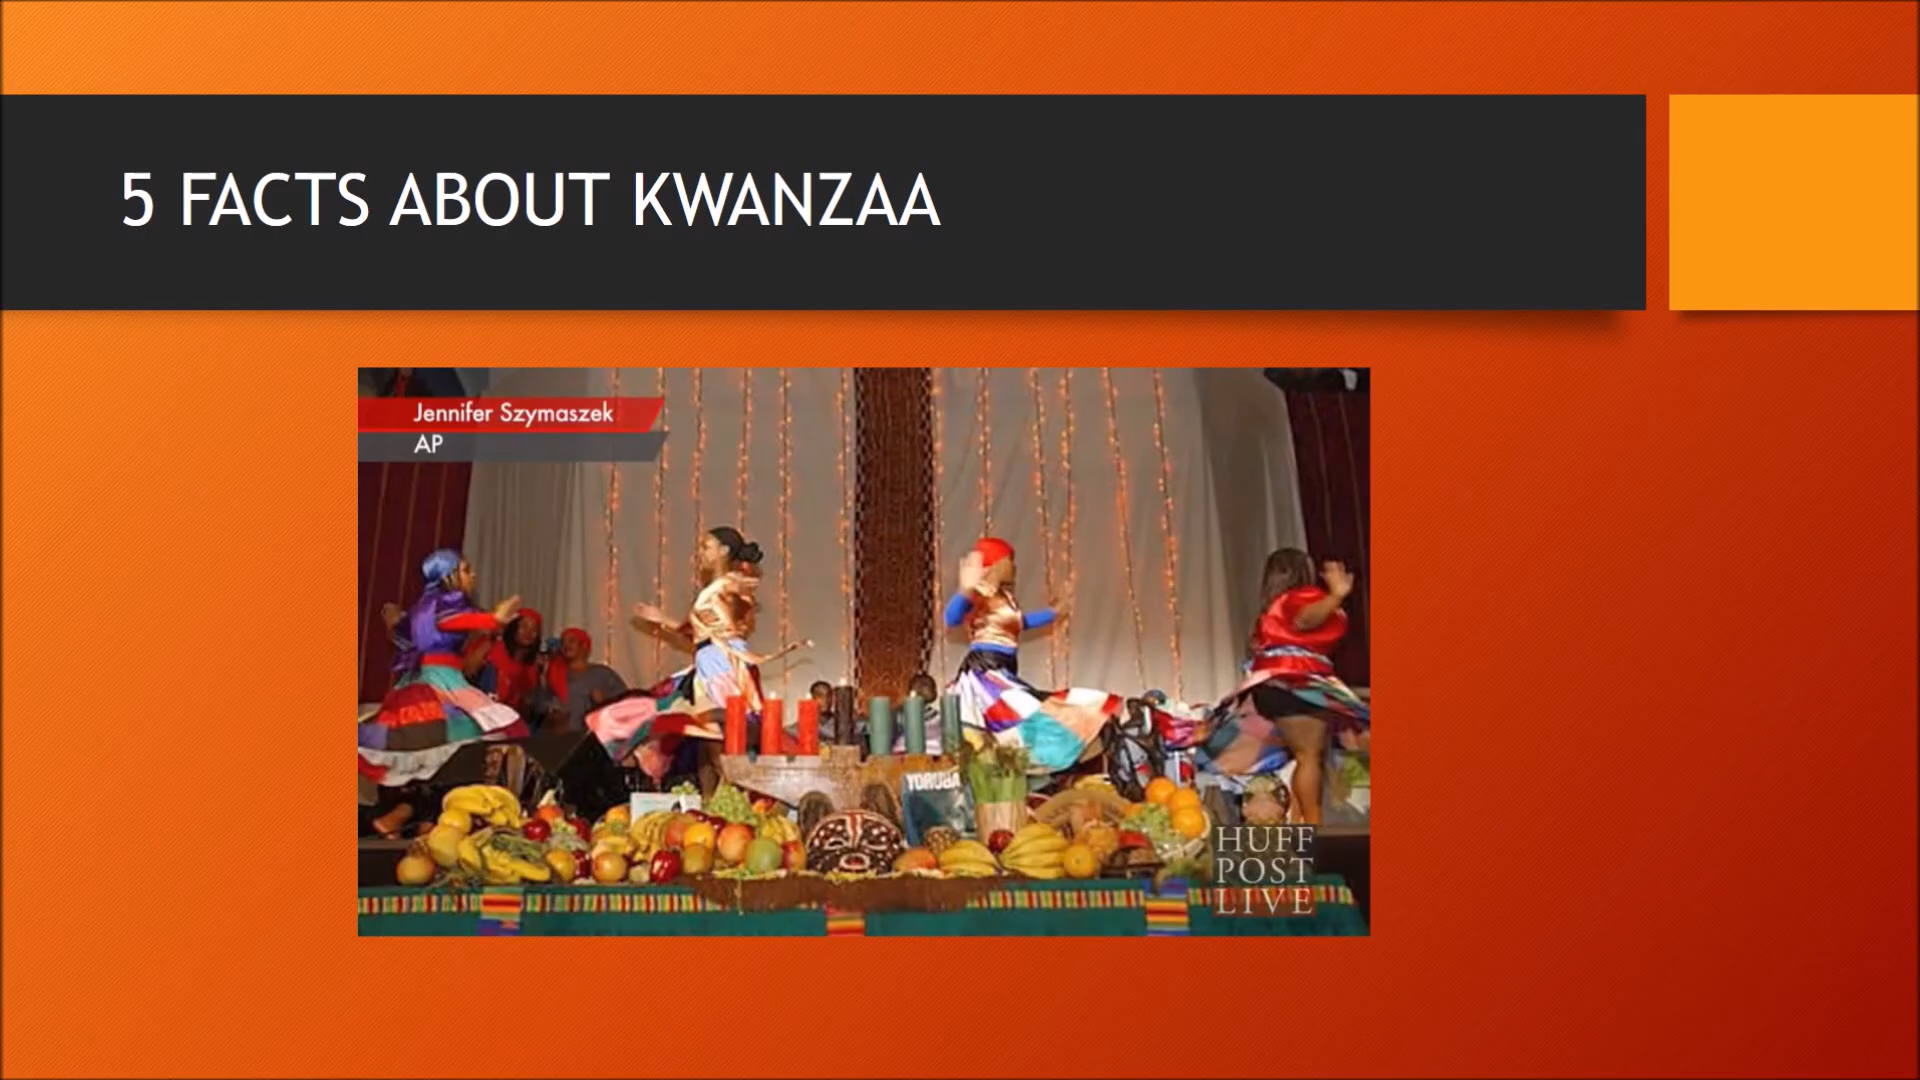 5 FACTS ABOUT KWANZAA
Jennifer Szymaszek
AP
YORUBA
HUFF
POST
LIVE